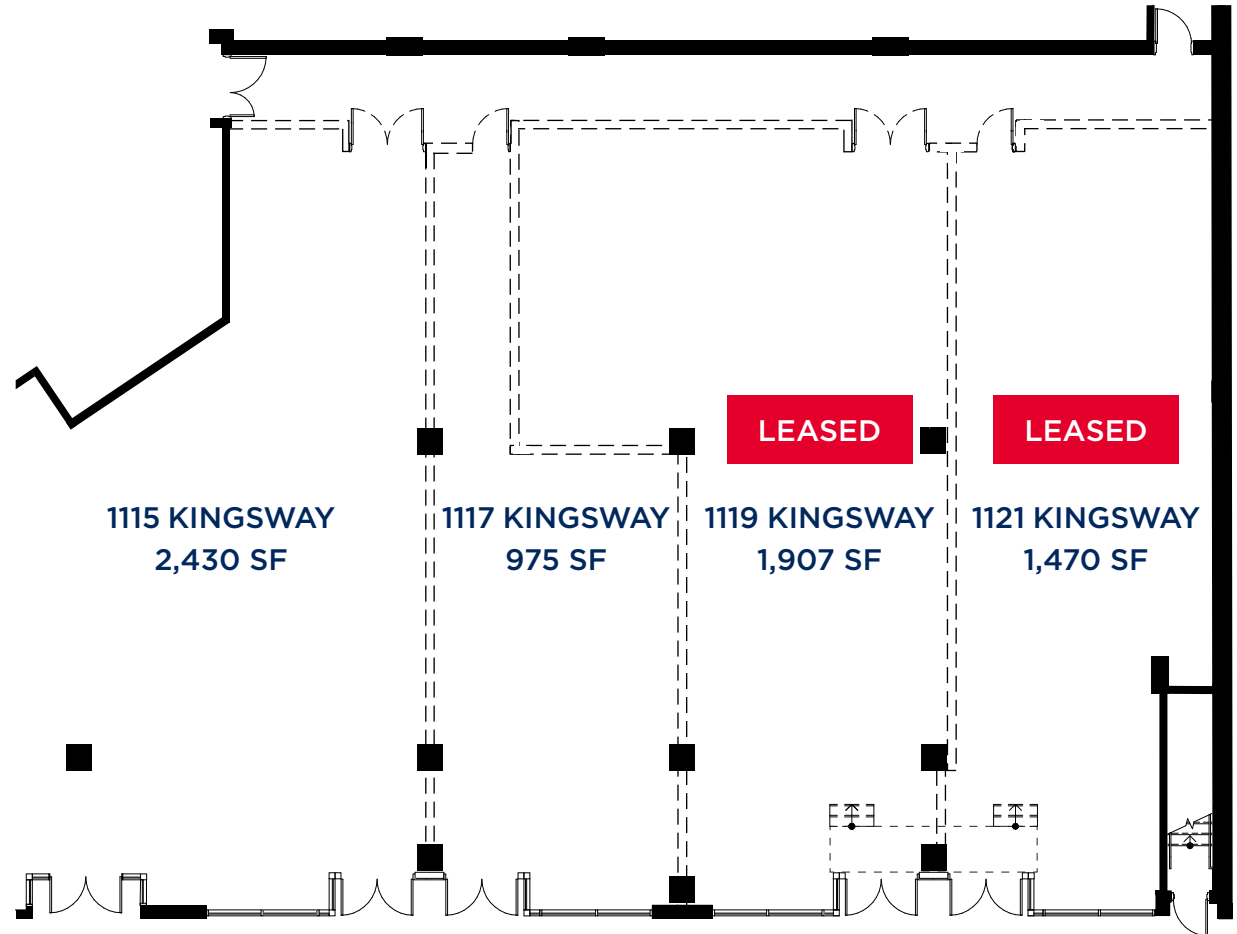 LEASED
LEASED
1115 KINGSWAY
2,430 SF
1117 KINGSWAY
975 SF
1119 KINGSWAY
1,907 SF
1121 KINGSWAY
1,470 SF